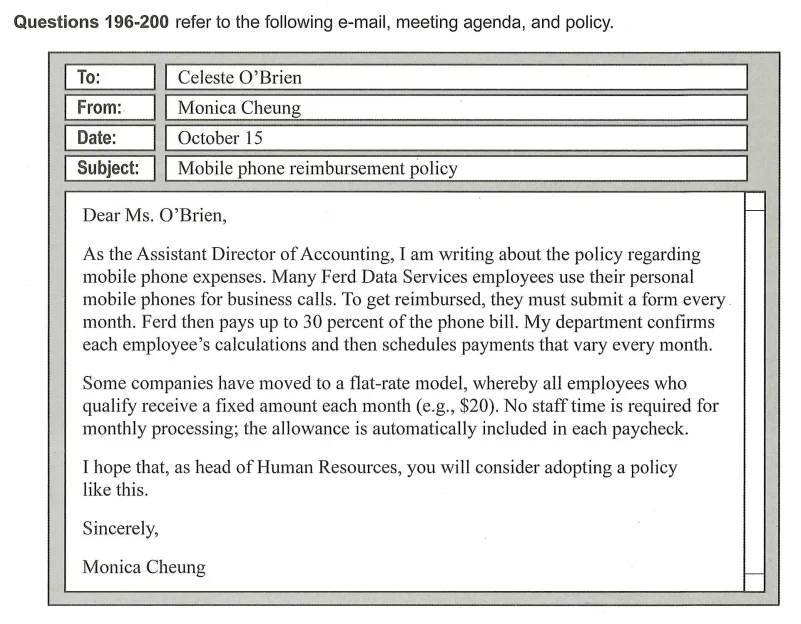 Questions 196-200 refer to the following e-mail, meeting agenda, and policy.
To: Celeste O'Brien
From: Monica Cheung
Date: October 15
Subject: Mobile phone reimbursement policy
Dear Ms. O'Brien,
As the Assistant Director of Accounting, I am writing about the policy regarding
mobile phone expenses. Many Ferd Data Services employees use their personal
mobile phones for business calls. To get reimbursed, they must submit a form every
month. Ferd then pays up to 30 percent of the phone bill. My department confirms
each employee's calculations and then schedules payments that vary every month.
Some companies have moved to a flat-rate model, whereby all employees who
qualify receive a fixed amount each month (e.g., $20). No staff time is required for
monthly processing; the allowance is automatically included in each paycheck.
I hope that, as head of Human Resources, you will consider adopting a policy
like this.
Sincerely,
Monica Cheung